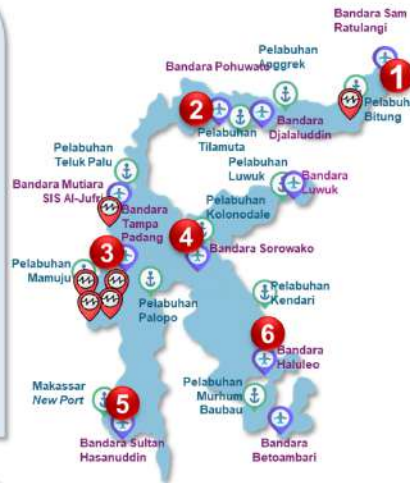 Bandara Sam
Ratulangi
1
Pelabuhan
Bitung
Pelabuhan
Anggrek
Bandara Pohuwato
2
Pelabuhan
Tilamuta
Bandara
Djalaluddin
Pelabuhan
Teluk Palu
Bandara Mutiara
SIS Al-Jufri
Bandara
Tampa
Padang
Pelabuhan
Luwuk
Bandara
Luwuk
Pelabuhan
Kolonodale
3
4
Bandara Sorowako
Pelabuhan
Mamuju
Pelabuhan
Palopo
Pelabuhan
Kendari
6
Bandara
Haluleo
Makassar
New Port
5
Bandara Sultan
Hasanuddin
Pelabuhan
Murhum
Baubau
Bandara
Betoambari